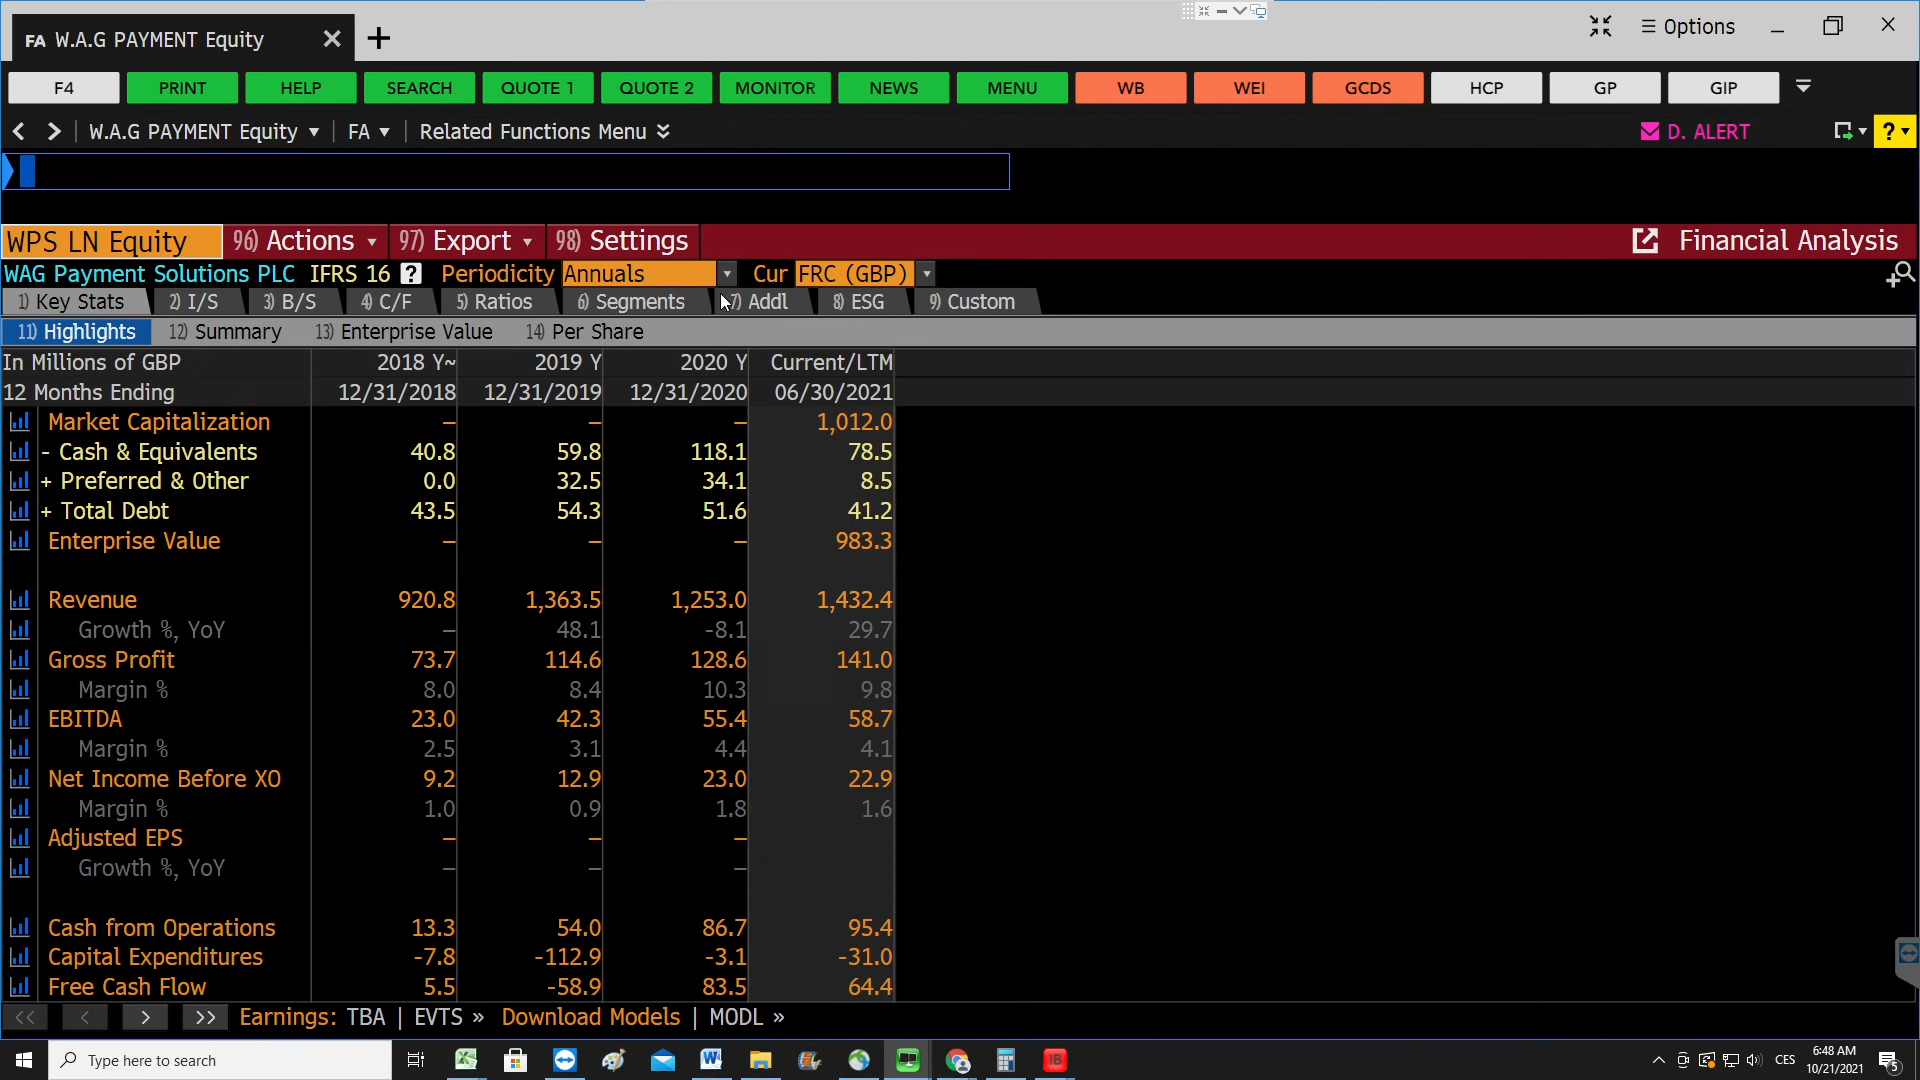 FA W.A.G PAYMENT Equity
Options
F4 PRINT HELP SEARCH QUOTE 1 QUOTE 2 MONITOR NEWS MENU WB WEI GCDS HCP GP GIP
W.A.G PAYMENT Equity FA Related Functions Menu D. ALERT ?
WPS LN Equity 96) Actions 97) Export 98) Settings Financial Analysis
WAG Payment Solutions PLC IFRS 16 ? Periodicity Annuals Cur FRC (GBP)
1) Key Stats 2) I/S 3) B/S 4) C/F 5) Ratios 6) Segments 7) Addl 8) ESG 9) Custom
11) Highlights 12) Summary 13) Enterprise Value 14) Per Share
In Millions of GBP 2018 Y~ 2019 Y 2020 Y Current/LTM
12 Months Ending 12/31/2018 12/31/2019 12/31/2020 06/30/2021
Market Capitalization – – – 1,012.0
- Cash & Equivalents 40.8 59.8 118.1 78.5
+ Preferred & Other 0.0 32.5 34.1 8.5
+ Total Debt 43.5 54.3 51.6 41.2
Enterprise Value – – – 983.3
Revenue 920.8 1,363.5 1,253.0 1,432.4
Growth %, YoY – 48.1 -8.1 29.7
Gross Profit 73.7 114.6 128.6 141.0
Margin % 8.0 8.4 10.3 9.8
EBITDA 23.0 42.3 55.4 58.7
Margin % 2.5 3.1 4.4 4.1
Net Income Before XO 9.2 12.9 23.0 22.9
Margin % 1.0 0.9 1.8 1.6
Adjusted EPS – – –
Growth %, YoY – – –
Cash from Operations 13.3 54.0 86.7 95.4
Capital Expenditures -7.8 -112.9 -3.1 -31.0
Free Cash Flow 5.5 -58.9 83.5 64.4
<< < > >> Earnings: TBA | EVTS » Download Models | MODL »
Type here to search
IB
CES
6:48 AM
10/21/2021
5